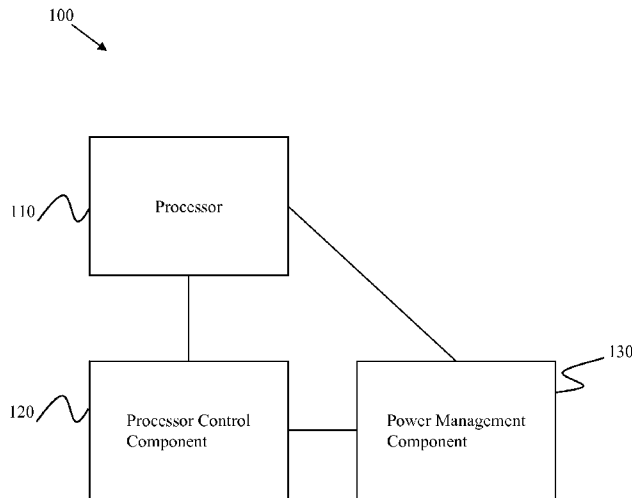 100
Processor
110
130
120
Processor Control
Component
Power Management
Component